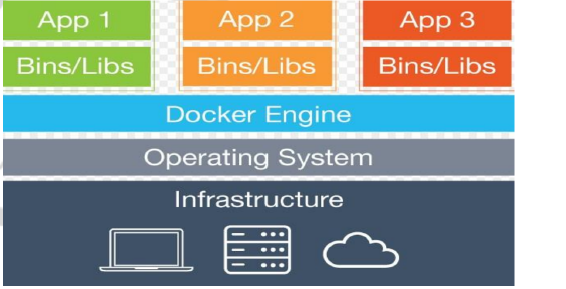 App 1 App 2 App 3
Bins/Libs Bins/Libs Bins/Libs
Docker Engine
Operating System
Infrastructure